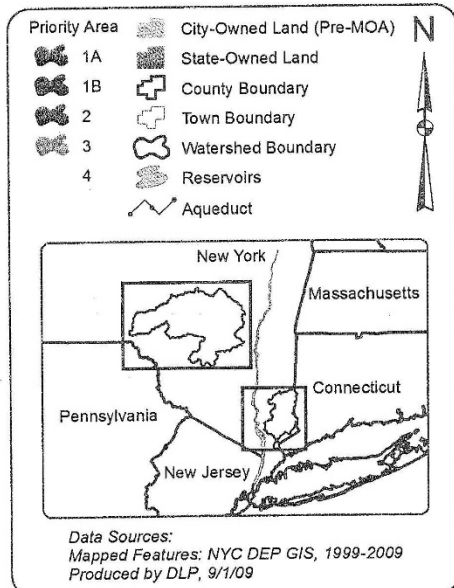 Priority Area
1A
1B
2
3
4
City-Owned Land (Pre-MOA)
State-Owned Land
County Boundary
Town Boundary
Watershed Boundary
Reservoirs
Aqueduct
N
New York
Massachusetts
Connecticut
Pennsylvania
New Jersey
Data Sources:
Mapped Features: NYC DEP GIS, 1999-2009
Produced by DLP, 9/1/09